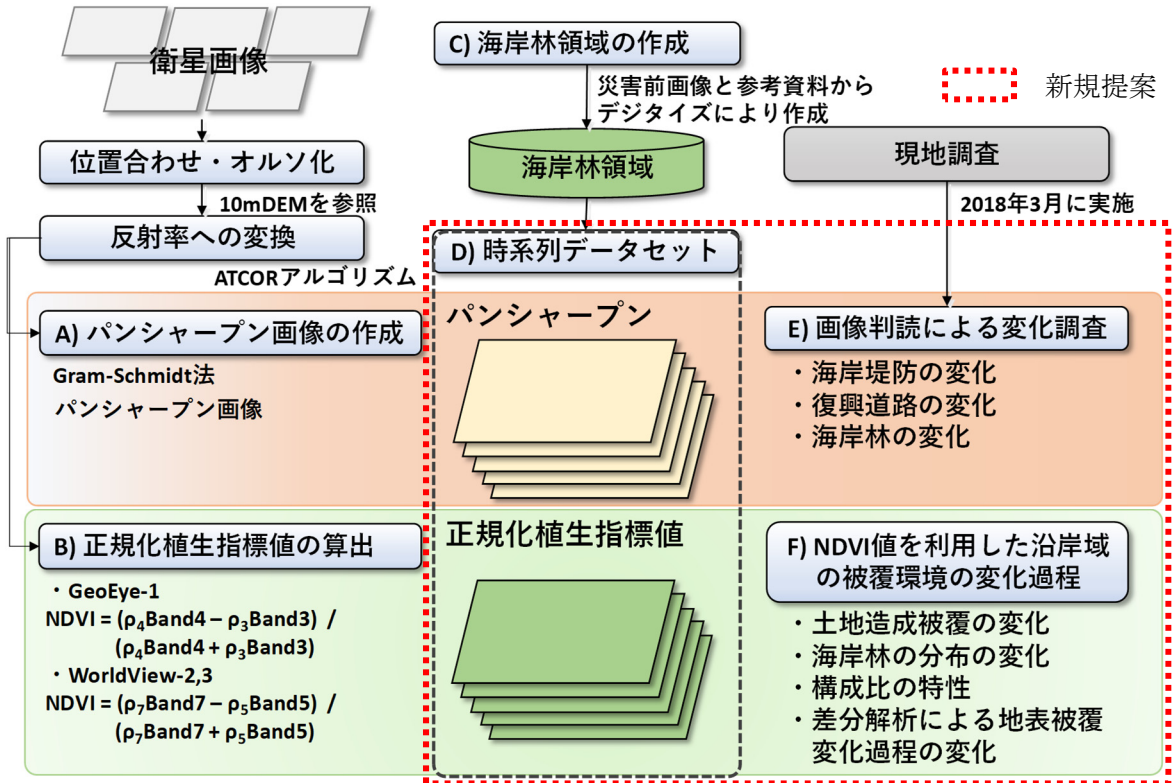 衛星画像
位置合わせ・オルソ化
10mDEMを参照
反射率への変換
ATCORアルゴリズム
C) 海岸林領域の作成
災害前画像と参考資料から
デジタイズにより作成
海岸林領域
新規提案
現地調査
2018年3月に実施
D) 時系列データセット
A) パンシャープン画像の作成
Gram-Schmidt法
パンシャープン画像
パンシャープン
E) 画像判読による変化調査
・海岸堤防の変化
・復興道路の変化
・海岸林の変化
B) 正規化植生指標値の算出
・GeoEye-1
NDVI = (ρ₄Band4 – ρ₃Band3) /
(ρ₄Band4 + ρ₃Band3)
・WorldView-2,3
NDVI = (ρ₇Band7 – ρ₅Band5) /
(ρ₇Band7 + ρ₅Band5)
正規化植生指標値
F) NDVI値を利用した沿岸域
の被覆環境の変化過程
・土地造成被覆の変化
・海岸林の分布の変化
・構成比の特性
・差分解析による地表被覆
変化過程の変化